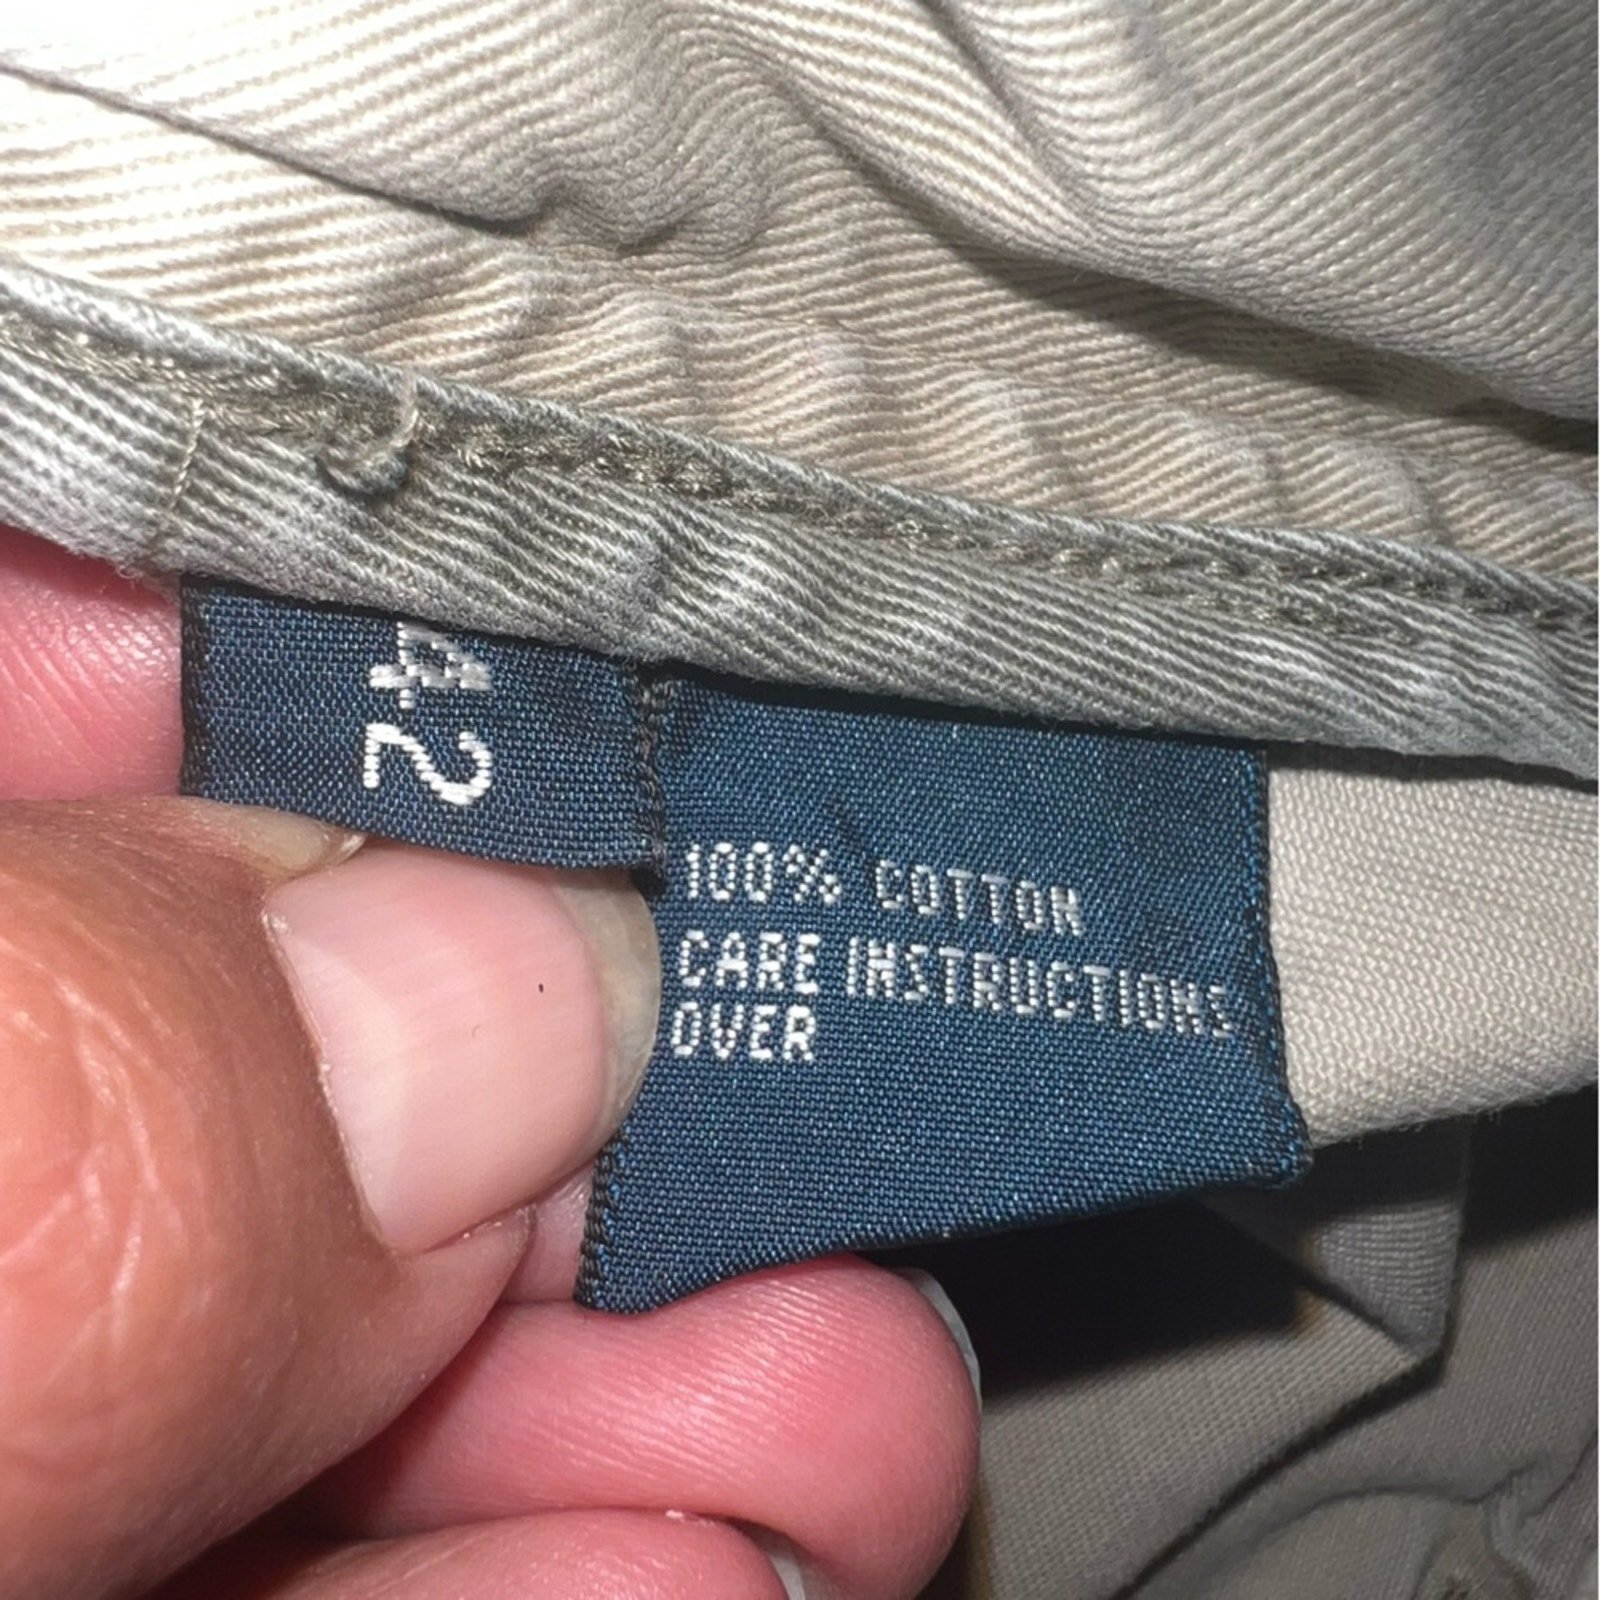 42
100% COTTON
CARE INSTRUCTIONS
OVER